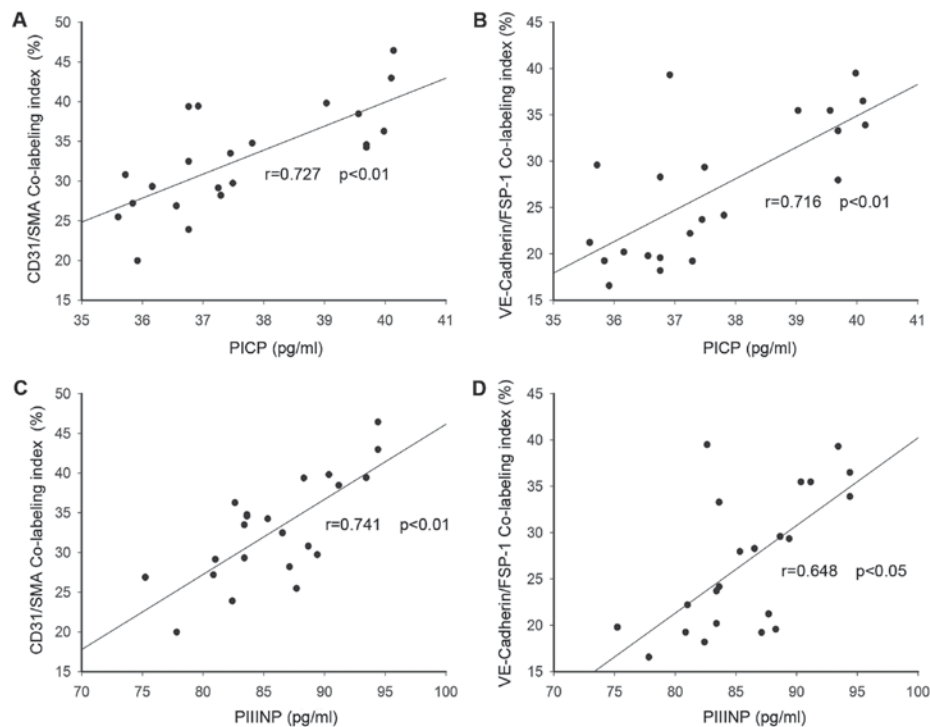 A
CD31/SMA Co-labeling index (%)
50
45
40
35
30
25
20
15
r=0.727 p<0.01
35 36 37 38 39 40 41
PICP (pg/ml)
B
VE-Cadherin/FSP-1 Co-labeling index (%)
45
40
35
30
25
20
15
r=0.716 p<0.01
35 36 37 38 39 40 41
PICP (pg/ml)
C
CD31/SMA Co-labeling index (%)
50
45
40
35
30
25
20
15
r=0.741 p<0.01
70 75 80 85 90 95 100
PIIINP (pg/ml)
D
VE-Cadherin/FSP-1 Co-labeling index (%)
45
40
35
30
25
20
15
r=0.648 p<0.05
70 75 80 85 90 95 100
PIIINP (pg/ml)